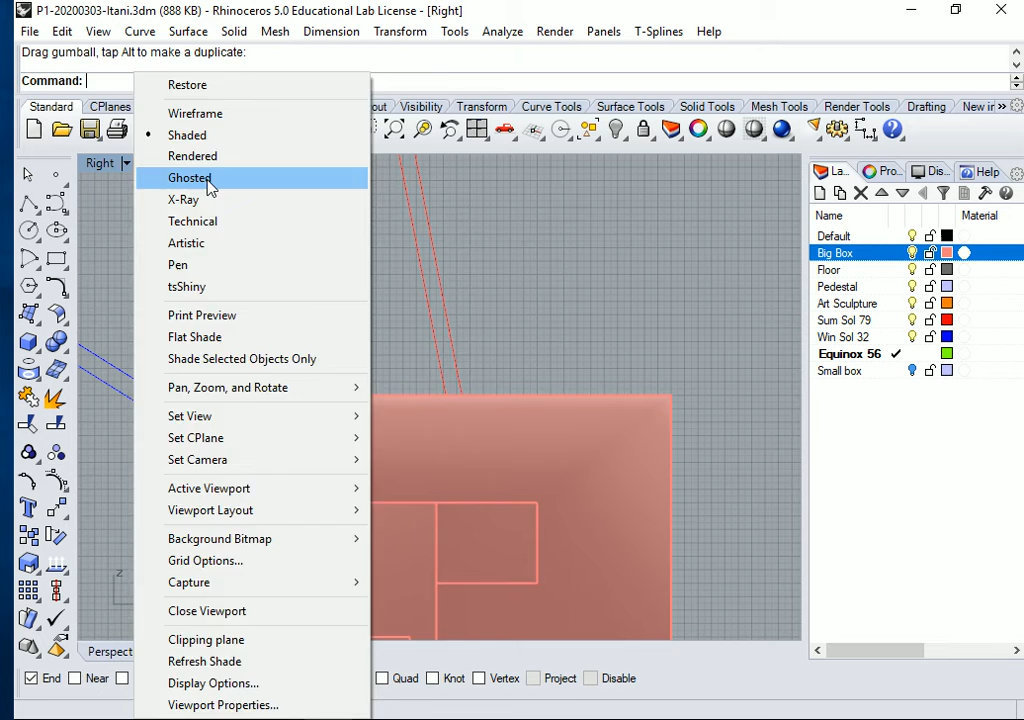 P1-20200303-Itani.3dm (888 KB) - Rhinoceros 5.0 Educational Lab License - [Right]
File Edit View Curve Surface Solid Mesh Dimension Transform Tools Analyze Render Panels T-Splines Help
Drag gumball, tap Alt to make a duplicate:
Command:
Standard CPlanes out Visibility Transform Curve Tools Surface Tools Solid Tools Mesh Tools Render Tools Drafting New in »
Right
Restore
Wireframe
Shaded
Rendered
Ghosted
X-Ray
Technical
Artistic
Pen
tsShiny
Print Preview
Flat Shade
Shade Selected Objects Only
Pan, Zoom, and Rotate
Set View
Set CPlane
Set Camera
Active Viewport
Viewport Layout
Background Bitmap
Grid Options...
Capture
Close Viewport
Clipping plane
Refresh Shade
Display Options...
Viewport Properties...
z
Perspect
La... Pro... Dis... Help
Name Material
Default
Big Box
Floor
Pedestal
Art Sculpture
Sum Sol 79
Win Sol 32
Equinox 56
Small box
End Near Quad Knot Vertex Project Disable